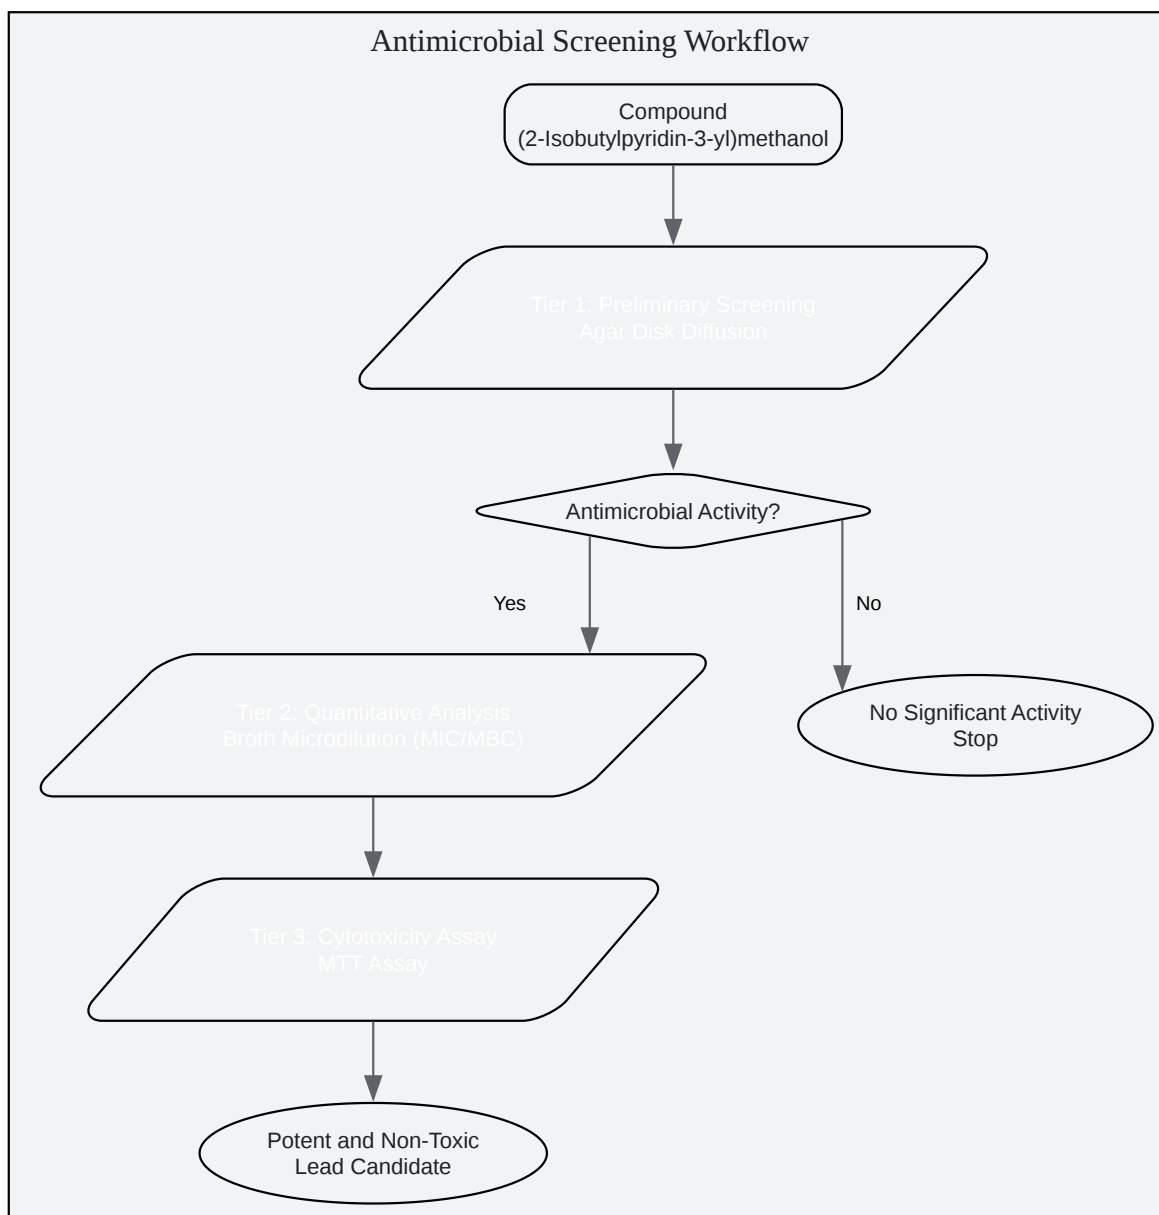 Antimicrobial Screening Workflow
Compound
(2-Isobutylpyridin-3-yl)methanol
Tier 1: Preliminary Screening
Agar Disk Diffusion
Antimicrobial Activity?
Yes
No
Tier 2: Quantitative Analysis
Broth Microdilution (MIC/MBC)
No Significant Activity
Stop
Tier 3: Cytotoxicity Assay
MTT Assay
Potent and Non-Toxic
Lead Candidate